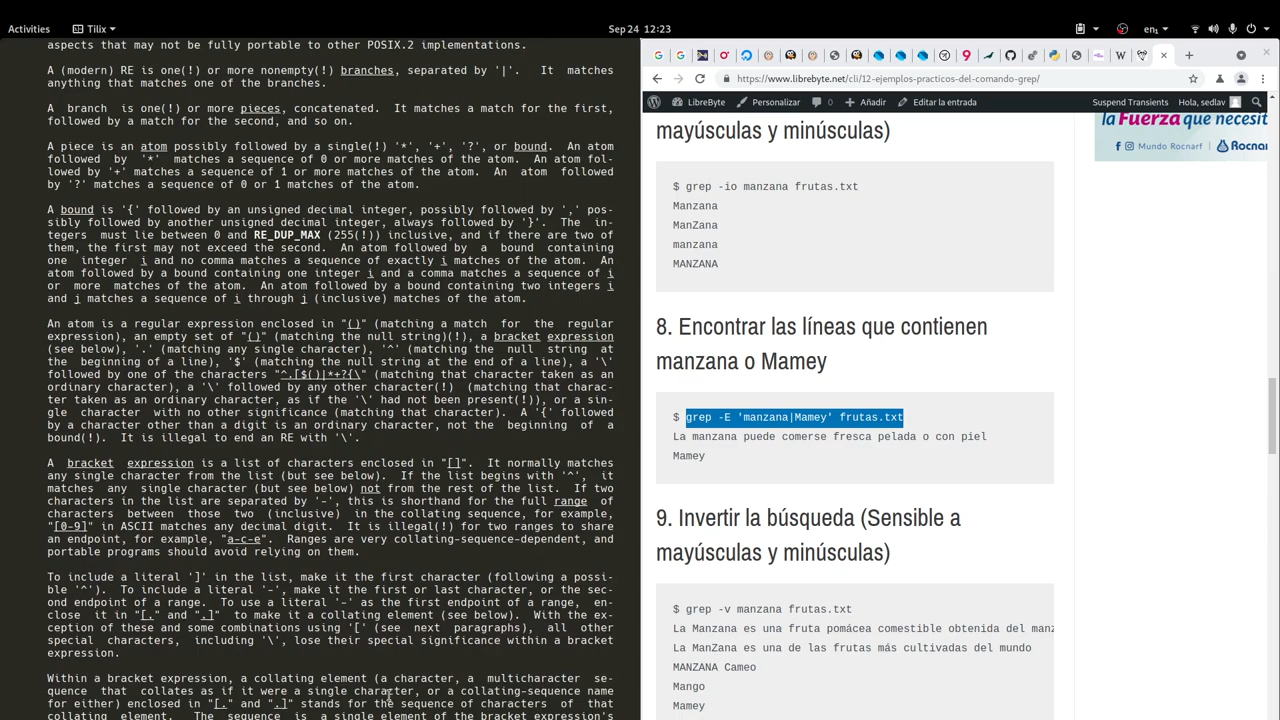 Activities
Tilix
Sep 24 12:23
en₁
aspects that may not be fully portable to other POSIX.2 implementations.
A (modern) RE is one(!) or more nonempty(!) branches, separated by '|'. It matches
anything that matches one of the branches.
A branch is one(!) or more pieces, concatenated. It matches a match for the first,
followed by a match for the second, and so on.
A piece is an atom possibly followed by a single(!) '*', '+', '?', or bound. An atom
followed by '*' matches a sequence of 0 or more matches of the atom. An atom fol‐
lowed by '+' matches a sequence of 1 or more matches of the atom. An atom followed
by '?' matches a sequence of 0 or 1 matches of the atom.
A bound is '{' followed by an unsigned decimal integer, possibly followed by ',' pos‐
sibly followed by another unsigned decimal integer, always followed by '}'. The in‐
tegers must lie between 0 and RE_DUP_MAX (255(!)) inclusive, and if there are two of
them, the first may not exceed the second. An atom followed by a bound containing
one integer i and no comma matches a sequence of exactly i matches of the atom. An
atom followed by a bound containing one integer i and a comma matches a sequence of i
or more matches of the atom. An atom followed by a bound containing two integers i
and j matches a sequence of i through j (inclusive) matches of the atom.
An atom is a regular expression enclosed in "()" (matching a match for the regular
expression), an empty set of "()" (matching the null string)(!), a bracket expression
(see below), '.' (matching any single character), '^' (matching the null string at
the beginning of a line), '$' (matching the null string at the end of a line), a '\'
followed by one of the characters "^.[$()|*+?{\" (matching that character taken as an
ordinary character), a '\' followed by any other character(!) (matching that charac‐
ter taken as an ordinary character, as if the '\' had not been present(!)), or a sin‐
gle character with no other significance (matching that character). A '{' followed
by a character other than a digit is an ordinary character, not the beginning of a
bound(!). It is illegal to end an RE with '\'.
A bracket expression is a list of characters enclosed in "[]". It normally matches
any single character from the list (but see below). If the list begins with '^', it
matches any single character (but see below) not from the rest of the list. If two
characters in the list are separated by '-', this is shorthand for the full range of
characters between those two (inclusive) in the collating sequence, for example,
"[0-9]" in ASCII matches any decimal digit. It is illegal(!) for two ranges to share
an endpoint, for example, "a-c-e". Ranges are very collating-sequence-dependent, and
portable programs should avoid relying on them.
To include a literal ']' in the list, make it the first character (following a possi‐
ble '^'). To include a literal '-', make it the first or last character, or the sec‐
ond endpoint of a range. To use a literal '-' as the first endpoint of a range, en‐
close it in "[." and ".]" to make it a collating element (see below). With the ex‐
ception of these and some combinations using '[' (see next paragraphs), all other
special characters, including '\', lose their special significance within a bracket
expression.
Within a bracket expression, a collating element (a character, a multicharacter se‐
quence that collates as if it were a single character, or a collating-sequence name
for either) enclosed in "[." and ".]" stands for the sequence of characters of that
collating element. The sequence is a single element of the bracket expression's
https://www.librebyte.net/cli/12-ejemplos-practicos-del-comando-grep/
LibreByte
Personalizar
0
Añadir
Editar la entrada
Suspend Transients
Hola, sedlav
mayúsculas y minúsculas)
$ grep -io manzana frutas.txt
Manzana
ManZana
manzana
MANZANA
8. Encontrar las líneas que contienen
manzana o Mamey
$ grep -E 'manzana|Mamey' frutas.txt
La manzana puede comerse fresca pelada o con piel
Mamey
9. Invertir la búsqueda (Sensible a
mayúsculas y minúsculas)
$ grep -v manzana frutas.txt
La ManZana es una fruta pomácea comestible obtenida del manz
La ManZana es una de las frutas más cultivadas del mundo
MANZANA Cameo
Mango
Mamey
la Fuerza que necesit
Mundo Rocnarf
Rocnar